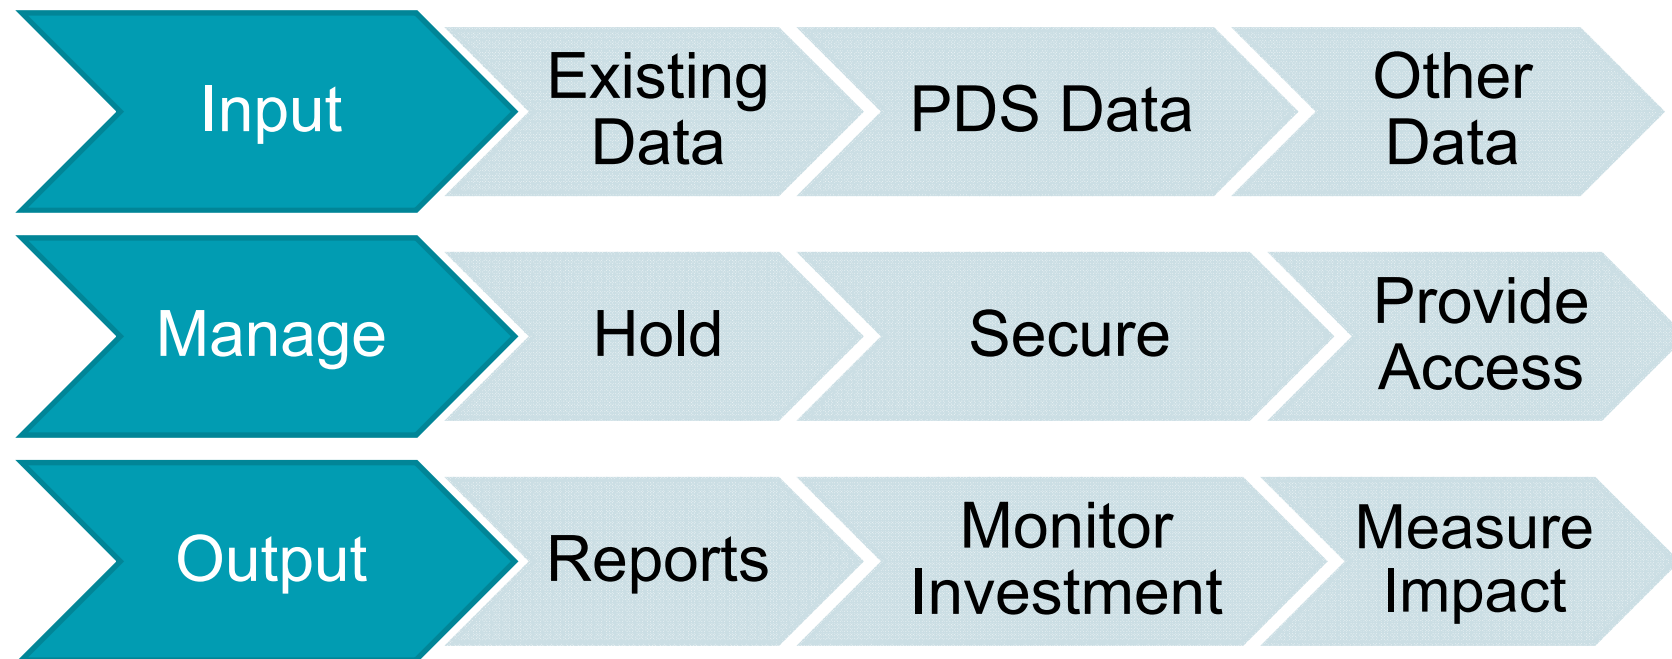 Input
Existing
Data
PDS Data
Other
Data
Manage
Hold
Secure
Provide
Access
Output
Reports
Monitor
Investment
Measure
Impact